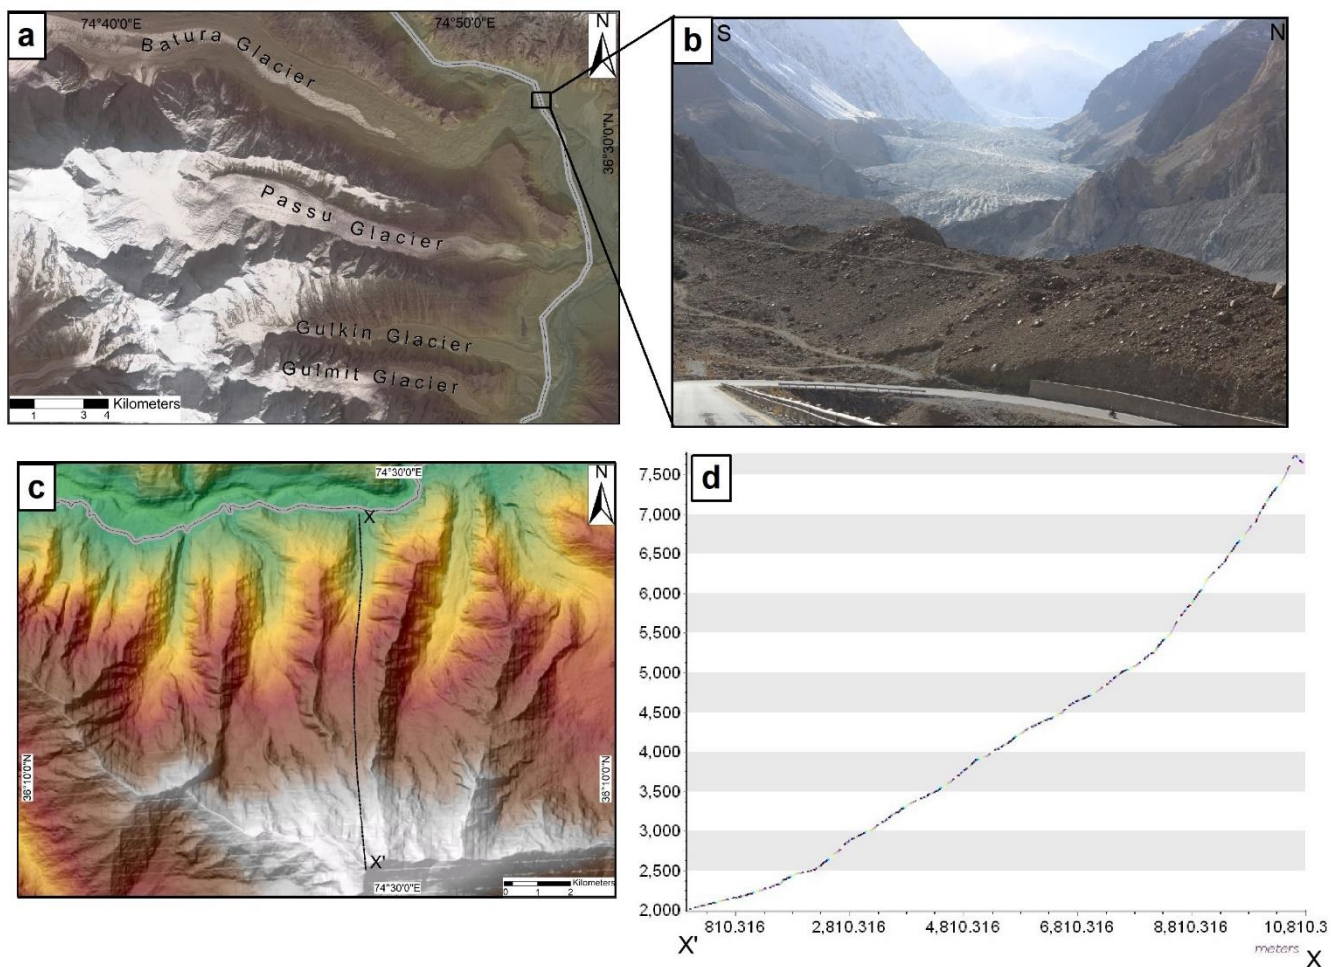 a
74°40'0"E
74°50'0"E
N
Batura Glacier
36°30'0"N
Passu Glacier
Gulkin Glacier
Gulmit Glacier
Kilometers
1 3 4
b
S
N
c
74°30'0"E
N
X
36°10'0"N
36°10'0"N
X'
74°30'0"E
Kilometers
0 1 2
d
7,500
7,000
6,500
6,000
5,500
5,000
4,500
4,000
3,500
3,000
2,500
2,000
810.316 2,810.316 4,810.316 6,810.316 8,810.316 10,810.3
meters
X' X